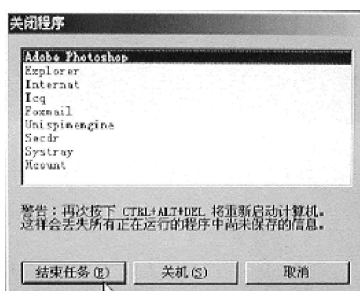 关闭程序
Adobe Photoshop
Explorer
Internat
Icq
Foxmail
Unispimengine
Sacdr
Systray
Mcount
警告：再次按下 CTRL+ALT+DEL 将重新启动计算机。
这样会丢失所有正在运行的程序中尚未保存的信息。
结束任务(E)
关机(S)
取消